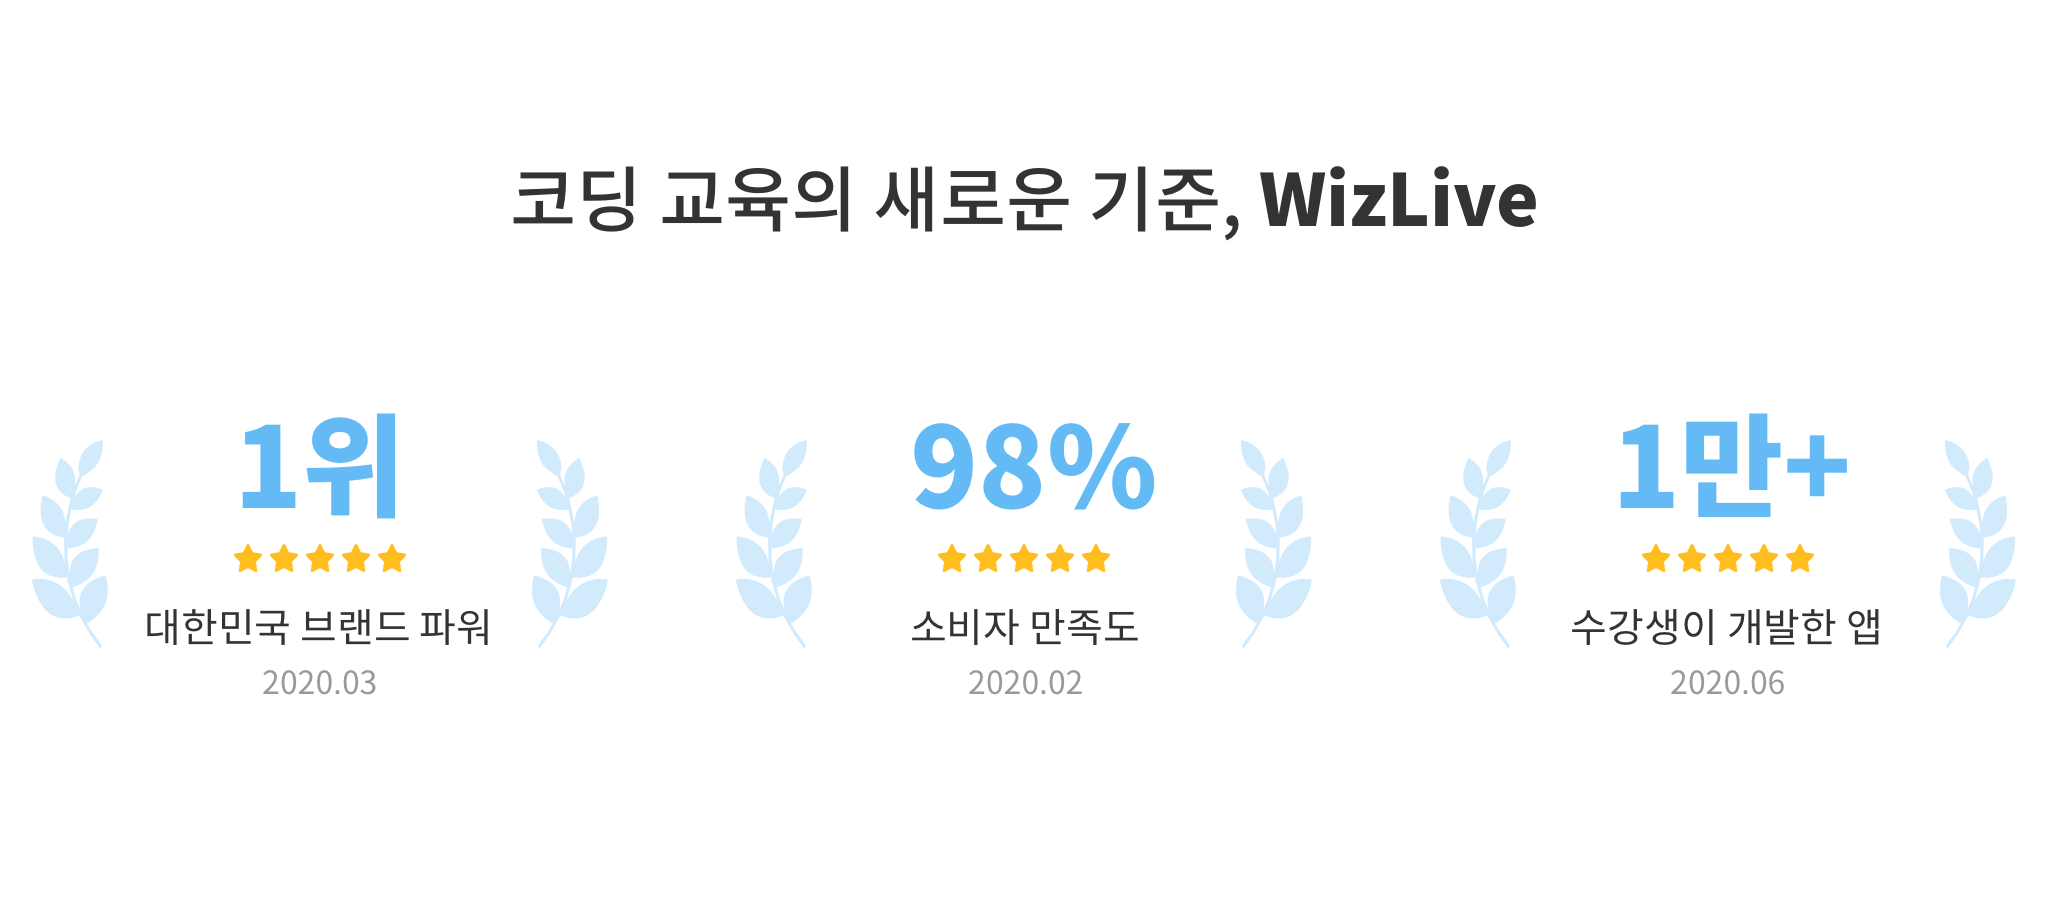 코딩 교육의 새로운 기준, WizLive
1위
대한민국 브랜드 파워
2020.03
98%
소비자 만족도
2020.02
1만+
수강생이 개발한 앱
2020.06